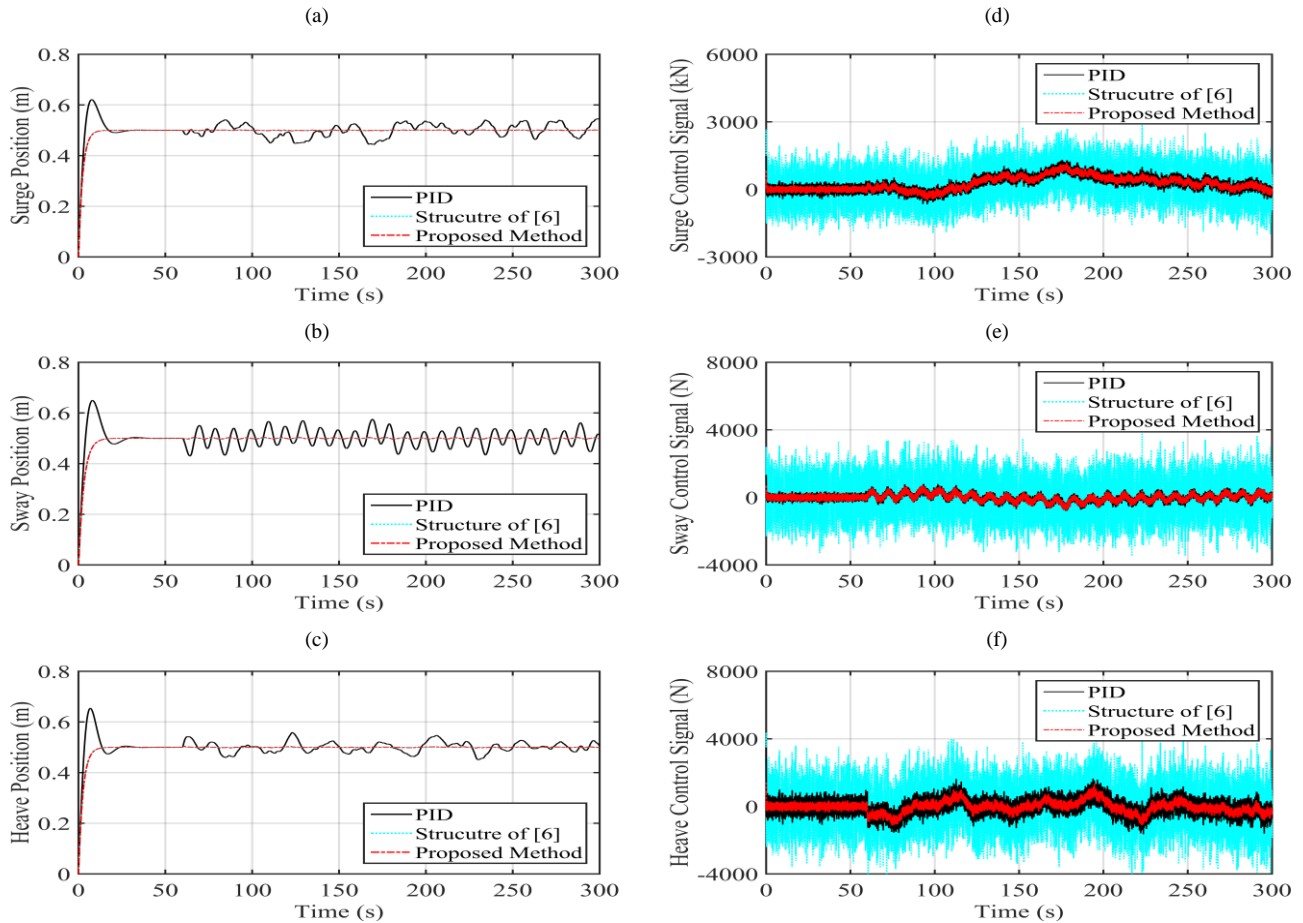 (a)
0.8
0.6
0.4
0.2
0
Surge Position (m)
PID
Strucutre of [6]
Proposed Method
0 50 100 150 200 250 300
Time (s)
(d)
6000
3000
0
-3000
Surge Control Signal (kN)
PID
Strucutre of [6]
Proposed Method
0 50 100 150 200 250 300
Time (s)
(b)
0.8
0.6
0.4
0.2
0
Sway Position (m)
PID
Structure of [6]
Proposed Method
0 50 100 150 200 250 300
Time (s)
(e)
8000
4000
0
-4000
Sway Control Signal (N)
PID
Structure of [6]
Proposed Method
0 50 100 150 200 250 300
Time (s)
(c)
0.8
0.6
0.4
0.2
0
Heave Position (m)
PID
Strucutre of [6]
Proposed Method
0 50 100 150 200 250 300
Time (s)
(f)
8000
4000
0
-4000
Heave Control Signal (N)
PID
Structure of [6]
Proposed Method
0 50 100 150 200 250 300
Time (s)